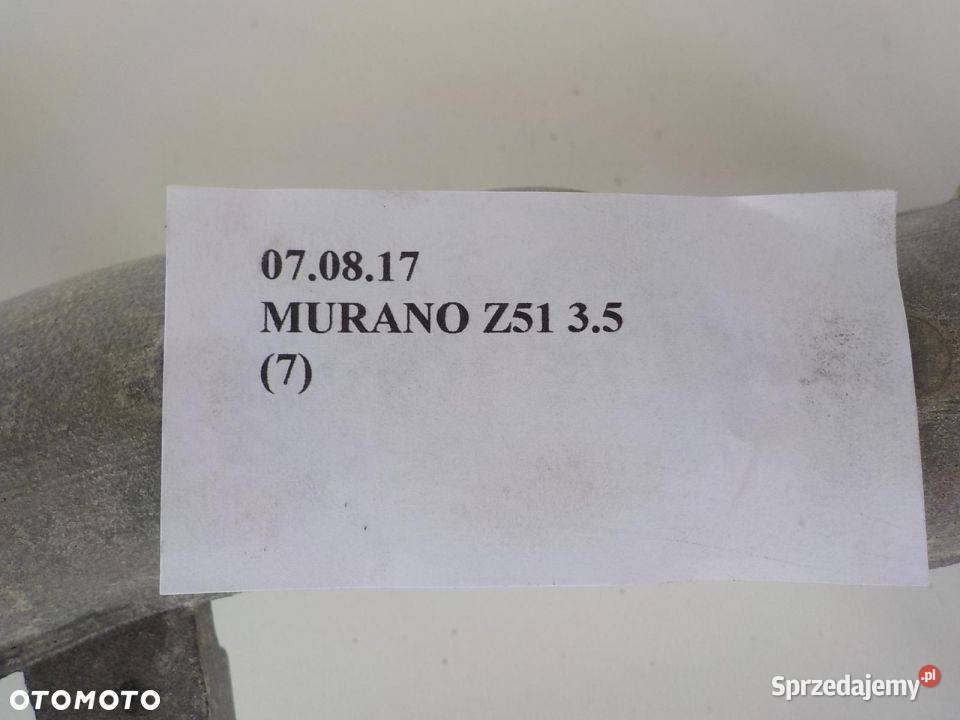 07.08.17
MURANO Z51 3.5
(7)
OTOMOTO
Sprzedajemy.pl